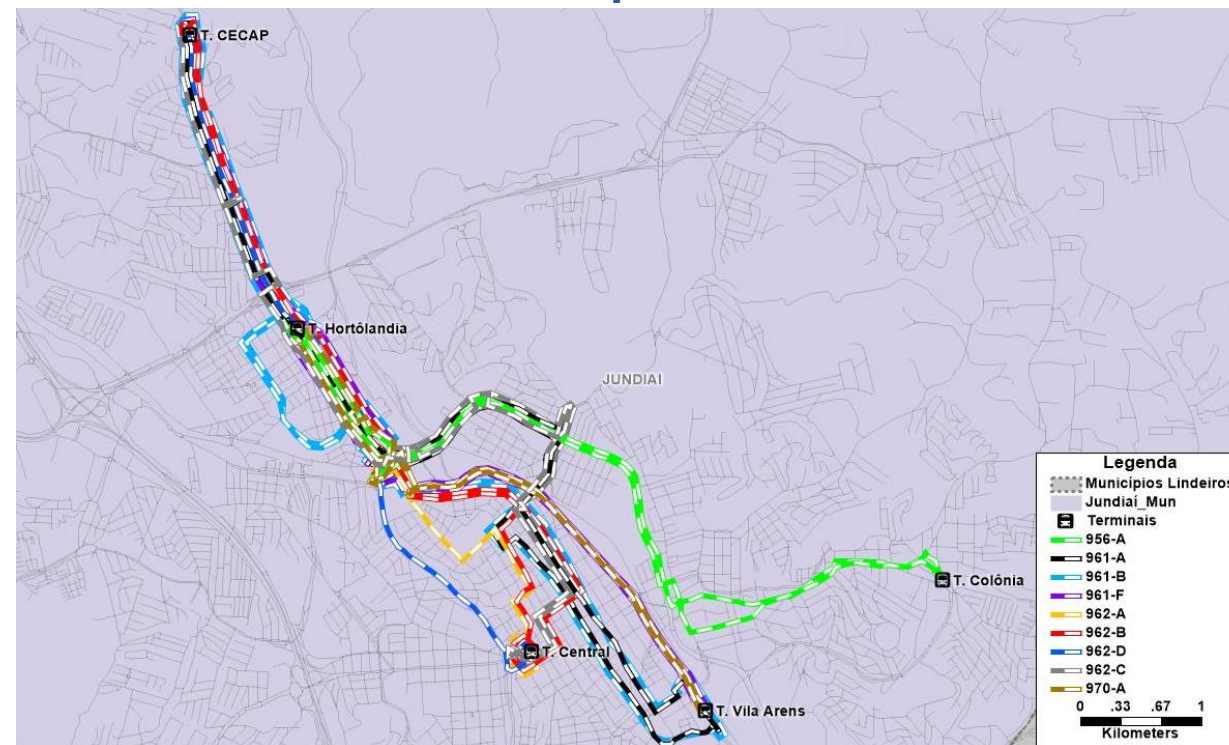 T. CECAP
T. Hortôlandia
JUNDIAI
T. Colônia
T. Central
T. Vila Arens
Legenda
Municípios Lindeiros
Jundiaí_Mun
Terminais
956-A
961-A
961-B
961-F
962-A
962-B
962-D
962-C
970-A
0 .33 .67 1
Kilometers